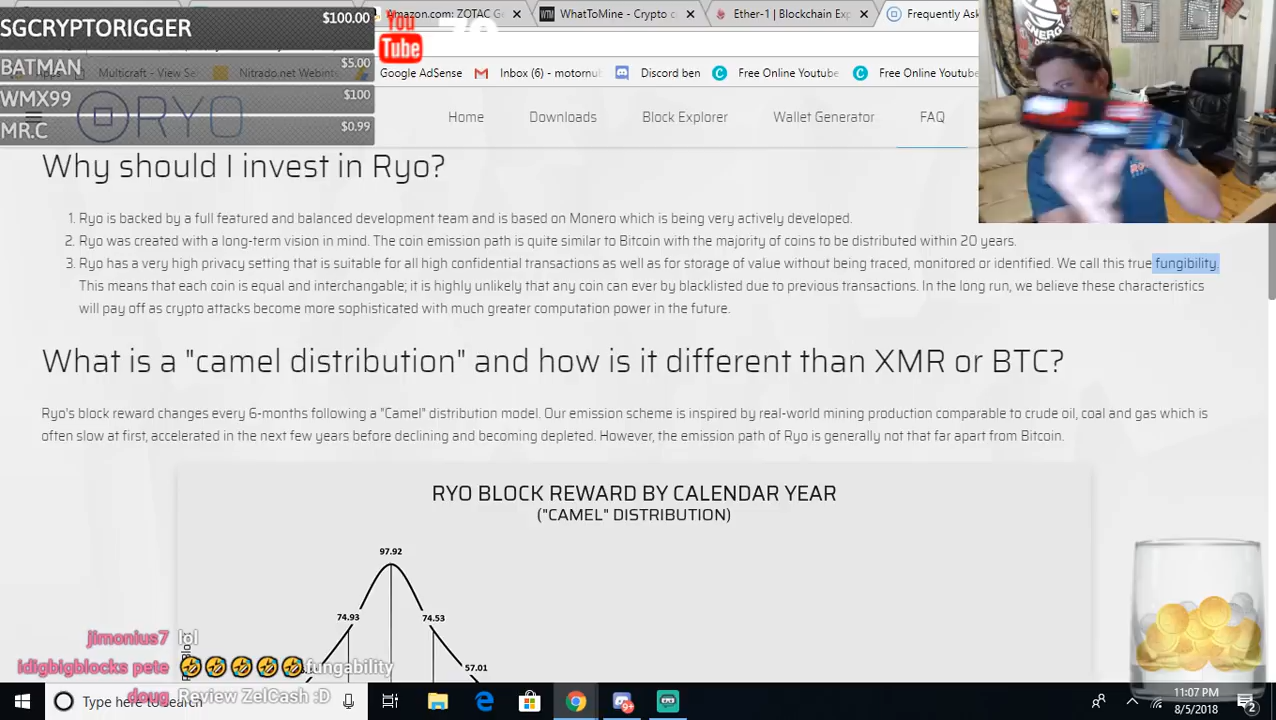 SGCRYPTORIGGER $100.00
BATMAN $5.00
WMX99 $100
MR.C $0.99
You
Tube
Amazon.com: ZOTAC G
WhatToMine - Crypto c
Ether-1 | Blockchain Exp
Frequently Ask
Multicraft - View Se
Nitrado.net Webinte
Google AdSense
Inbox (6) - motornu
Discord ben
Free Online Youtube
Free Online Youtube
RYO
Home
Downloads
Block Explorer
Wallet Generator
FAQ
ENERGY
Why should I invest in Ryo?
1. Ryo is backed by a full featured and balanced development team and is based on Monero which is being very actively developed.
2. Ryo was created with a long-term vision in mind. The coin emission path is quite similar to Bitcoin with the majority of coins to be distributed within 20 years.
3. Ryo has a very high privacy setting that is suitable for all high confidential transactions as well as for storage of value without being traced, monitored or identified. We call this true fungibility.
This means that each coin is equal and interchangable; it is highly unlikely that any coin can ever by blacklisted due to previous transactions. In the long run, we believe these characteristics
will pay off as crypto attacks become more sophisticated with much greater computation power in the future.
What is a "camel distribution" and how is it different than XMR or BTC?
Ryo's block reward changes every 6-months following a "Camel" distribution model. Our emission scheme is inspired by real-world mining production comparable to crude oil, coal and gas which is
often slow at first, accelerated in the next few years before declining and becoming depleted. However, the emission path of Ryo is generally not that far apart from Bitcoin.
RYO BLOCK REWARD BY CALENDAR YEAR
("CAMEL" DISTRIBUTION)
97.92
74.93
74.53
57.01
jimonius7 lol
idigbigblocks pete 🤣🤣🤣🤣🤣fungability
doug Review ZelCash :D
Type here to search
11:07 PM
8/5/2018
2